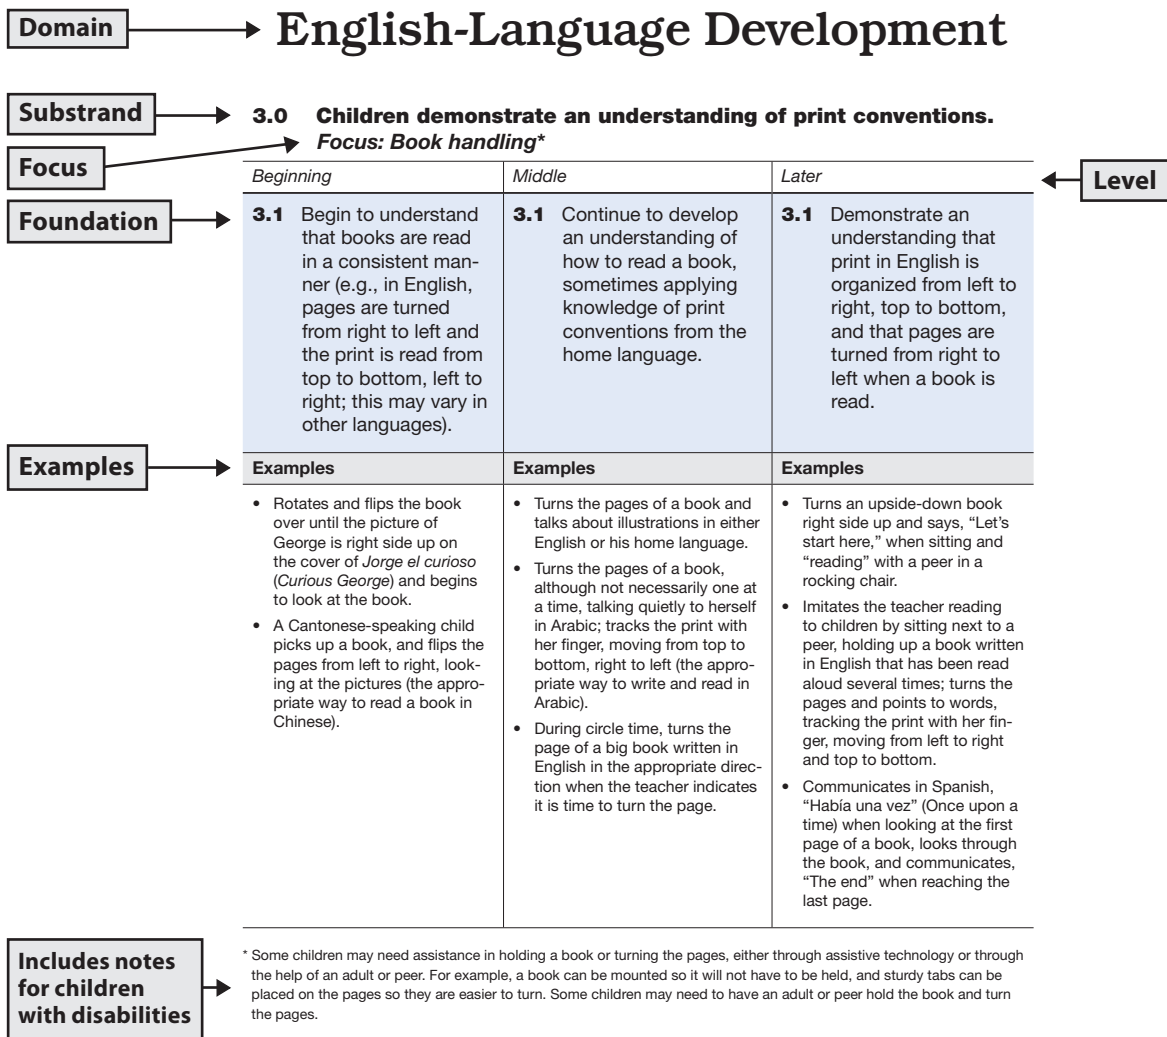 Domain
English-Language Development
Substrand
3.0 Children demonstrate an understanding of print conventions.
Focus: Book handling*
Focus
Level
Beginning
Middle
Later
Foundation
3.1 Begin to understand
that books are read
in a consistent man-
ner (e.g., in English,
pages are turned
from right to left and
the print is read from
top to bottom, left to
right; this may vary in
other languages).
3.1 Continue to develop
an understanding of
how to read a book,
sometimes applying
knowledge of print
conventions from the
home language.
3.1 Demonstrate an
understanding that
print in English is
organized from left to
right, top to bottom,
and that pages are
turned from right to
left when a book is
read.
Examples
Examples
Examples
Examples
• Rotates and flips the book
over until the picture of
George is right side up on
the cover of Jorge el curioso
(Curious George) and begins
to look at the book.
• A Cantonese-speaking child
picks up a book, and flips the
pages from left to right, look-
ing at the pictures (the appro-
priate way to read a book in
Chinese).
• Turns the pages of a book and
talks about illustrations in either
English or his home language.
• Turns the pages of a book,
although not necessarily one at
a time, talking quietly to herself
in Arabic; tracks the print with
her finger, moving from top to
bottom, right to left (the appro-
priate way to write and read in
Arabic).
• During circle time, turns the
page of a big book written in
English in the appropriate direc-
tion when the teacher indicates
it is time to turn the page.
• Turns an upside-down book
right side up and says, “Let’s
start here,” when sitting and
“reading” with a peer in a
rocking chair.
• Imitates the teacher reading
to children by sitting next to a
peer, holding up a book written
in English that has been read
aloud several times; turns the
pages and points to words,
tracking the print with her fin-
ger, moving from left to right
and top to bottom.
• Communicates in Spanish,
“Había una vez” (Once upon a
time) when looking at the first
page of a book, looks through
the book, and communicates,
“The end” when reaching the
last page.
Includes notes
for children
with disabilities
* Some children may need assistance in holding a book or turning the pages, either through assistive technology or through
the help of an adult or peer. For example, a book can be mounted so it will not have to be held, and sturdy tabs can be
placed on the pages so they are easier to turn. Some children may need to have an adult or peer hold the book and turn
the pages.